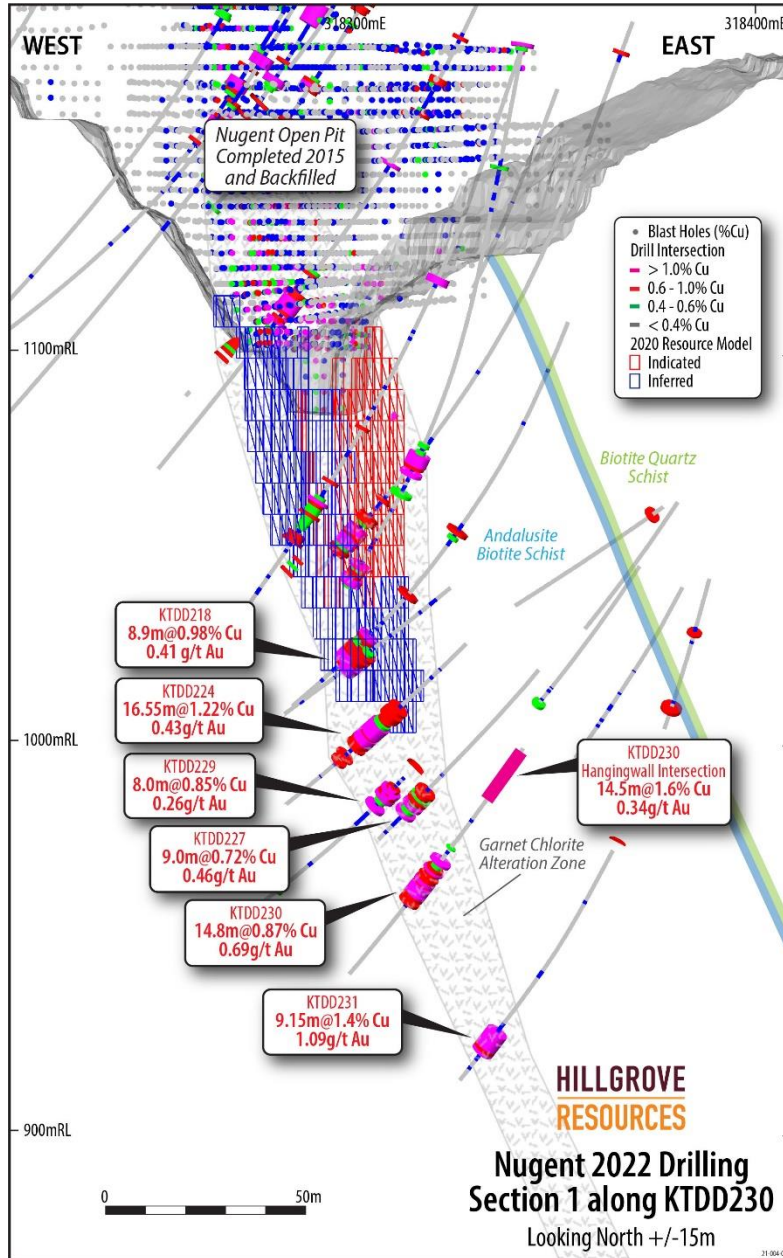 318300mE
318400mE
WEST
EAST
Nugent Open Pit
Completed 2015
and Backfilled
Blast Holes (%Cu)
Drill Intersection
> 1.0% Cu
0.6 - 1.0% Cu
0.4 - 0.6% Cu
< 0.4% Cu
2020 Resource Model
Indicated
Inferred
1100mRL
Biotite Quartz
Schist
Andalusite
Biotite Schist
KTDD218
8.9m@0.98% Cu
0.41 g/t Au
KTDD224
16.55m@1.22% Cu
0.43g/t Au
1000mRL
KTDD229
8.0m@0.85% Cu
0.26g/t Au
KTDD230
Hangingwall Intersection
14.5m@1.6% Cu
0.34g/t Au
KTDD227
9.0m@0.72% Cu
0.46g/t Au
Garnet Chlorite
Alteration Zone
KTDD230
14.8m@0.87% Cu
0.69g/t Au
KTDD231
9.15m@1.4% Cu
1.09g/t Au
HILLGROVE
RESOURCES
900mRL
Nugent 2022 Drilling
Section 1 along KTDD230
Looking North +/-15m
0
50m